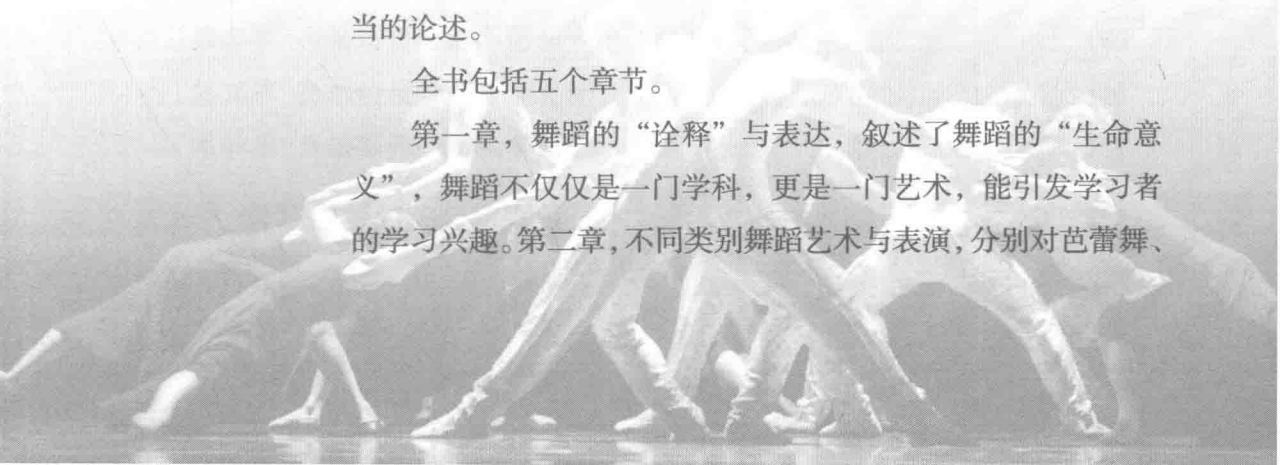 当的论述。
全书包括五个章节。
第一章，舞蹈的“诠释”与表达，叙述了舞蹈的“生命意
义”，舞蹈不仅仅是一门学科，更是一门艺术，能引发学习者
的学习兴趣。第二章，不同类别舞蹈艺术与表演，分别对芭蕾舞、